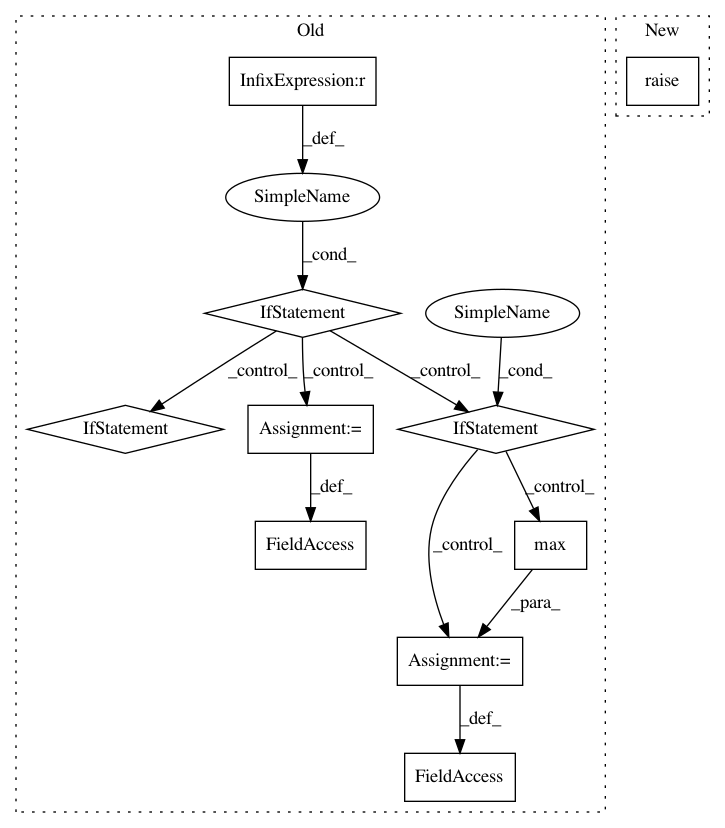 Old
New
InfixExpression:r
raise
_def_
SimpleName
_cond_
IfStatement
SimpleName
_control_
_control_
_control_
_cond_
IfStatement
Assignment:=
IfStatement
_def_
_control_
FieldAccess
_control_
max
_para_
Assignment:=
_def_
FieldAccess